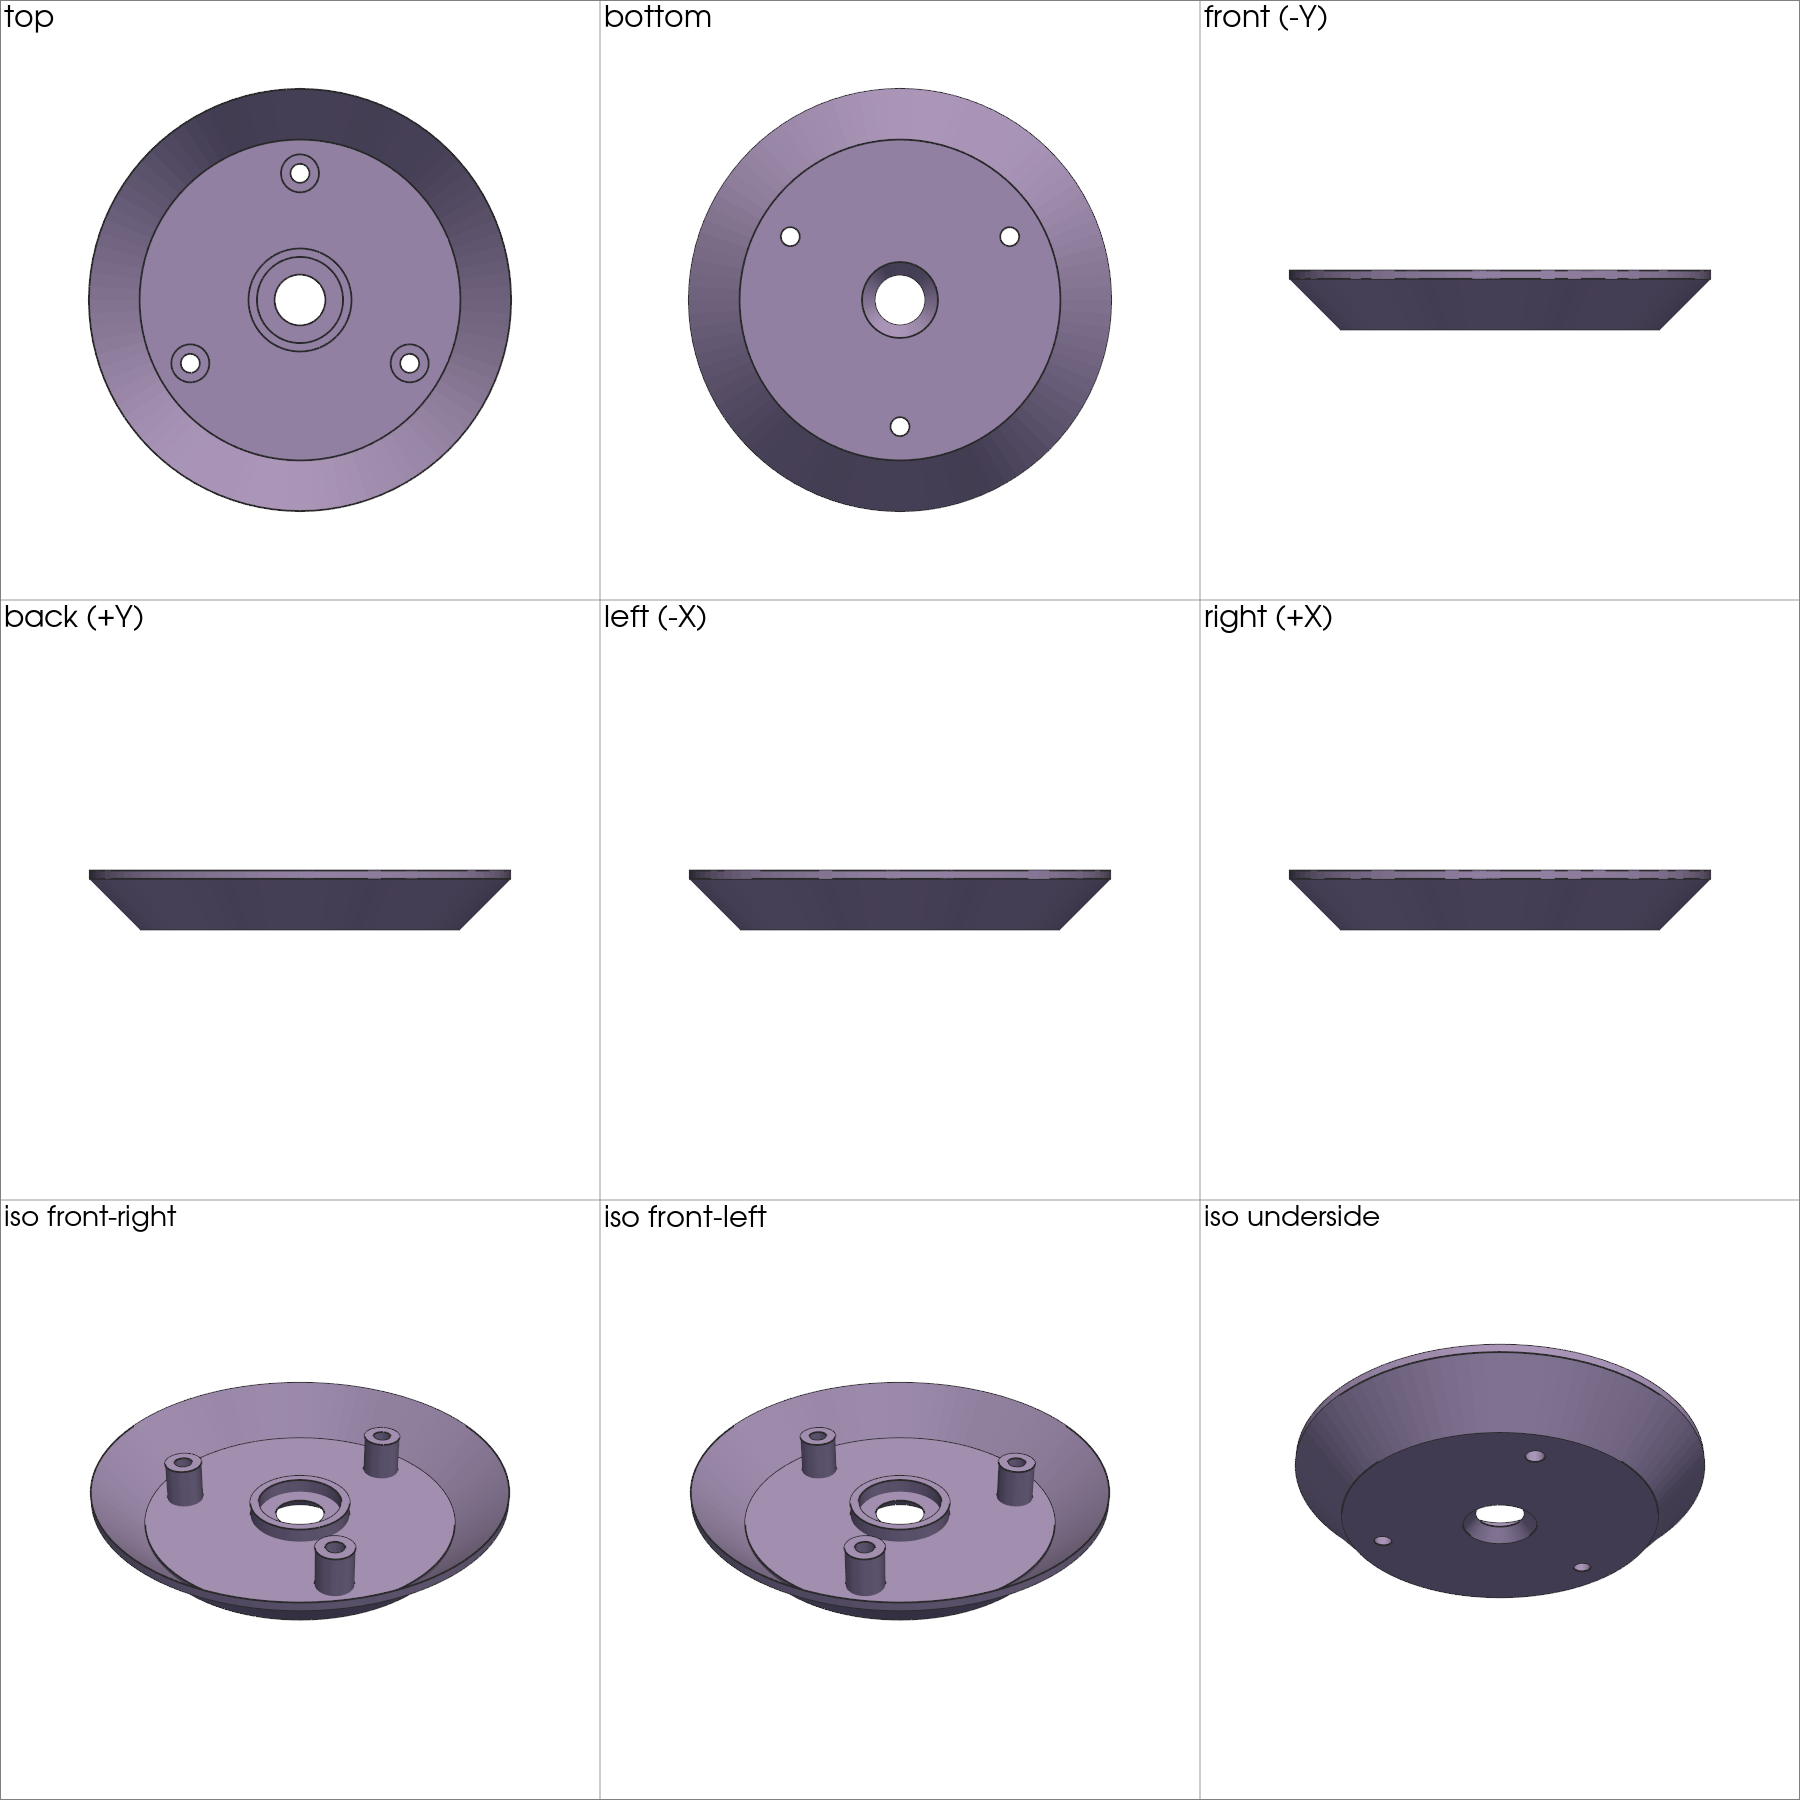 top
bottom
front (-Y)
back (+Y)
left (-X)
right (+X)
iso front-right
iso front-left
iso underside